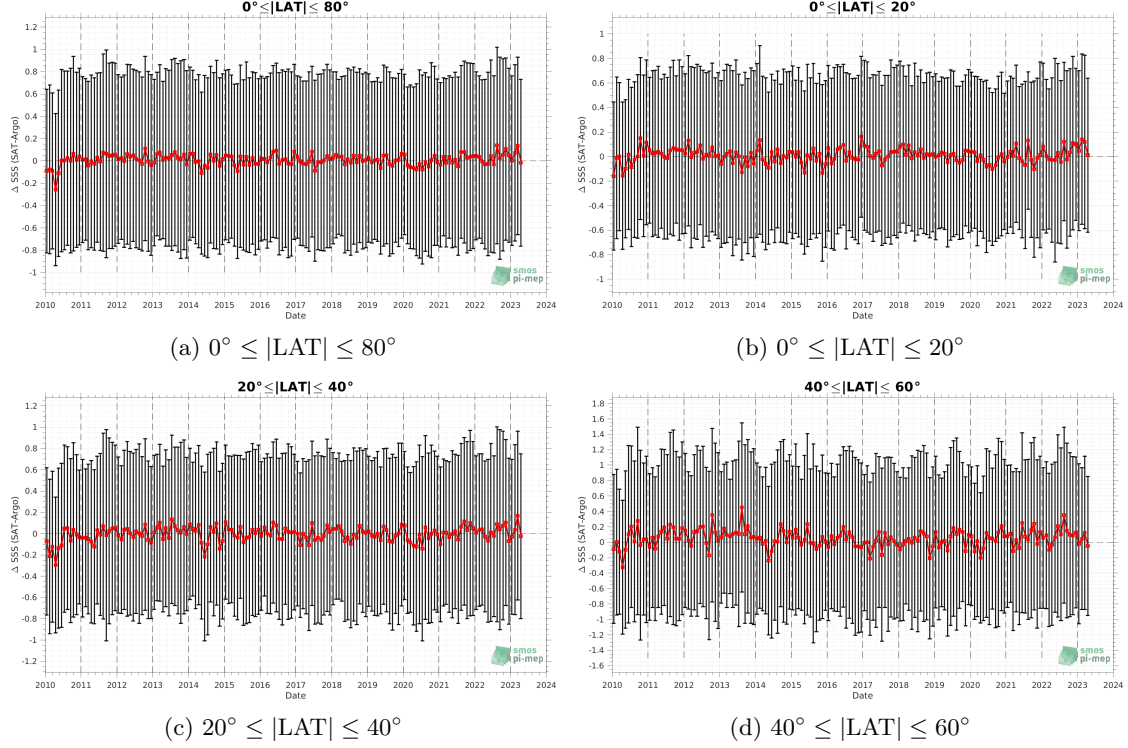 0°≤|LAT|≤ 80°
1.2
1
0.8
0.6
0.4
0.2
0
-0.2
-0.4
-0.6
-0.8
-1
Δ SSS (SAT-Argo)
2010 2011 2012 2013 2014 2015 2016 2017 2018 2019 2020 2021 2022 2023 2024
Date
smos
pi-mep
(a) 0° ≤ |LAT| ≤ 80°
0°≤|LAT|≤ 20°
1
0.8
0.6
0.4
0.2
0
-0.2
-0.4
-0.6
-0.8
-1
Δ SSS (SAT-Argo)
2010 2011 2012 2013 2014 2015 2016 2017 2018 2019 2020 2021 2022 2023 2024
Date
smos
pi-mep
(b) 0° ≤ |LAT| ≤ 20°
20°≤|LAT|≤ 40°
1.2
1
0.8
0.6
0.4
0.2
0
-0.2
-0.4
-0.6
-0.8
-1
-1.2
Δ SSS (SAT-Argo)
2010 2011 2012 2013 2014 2015 2016 2017 2018 2019 2020 2021 2022 2023 2024
Date
smos
pi-mep
(c) 20° ≤ |LAT| ≤ 40°
40°≤|LAT|≤ 60°
1.8
1.6
1.4
1.2
1
0.8
0.6
0.4
0.2
0
-0.2
-0.4
-0.6
-0.8
-1
-1.2
-1.4
-1.6
Δ SSS (SAT-Argo)
2010 2011 2012 2013 2014 2015 2016 2017 2018 2019 2020 2021 2022 2023 2024
Date
smos
pi-mep
(d) 40° ≤ |LAT| ≤ 60°